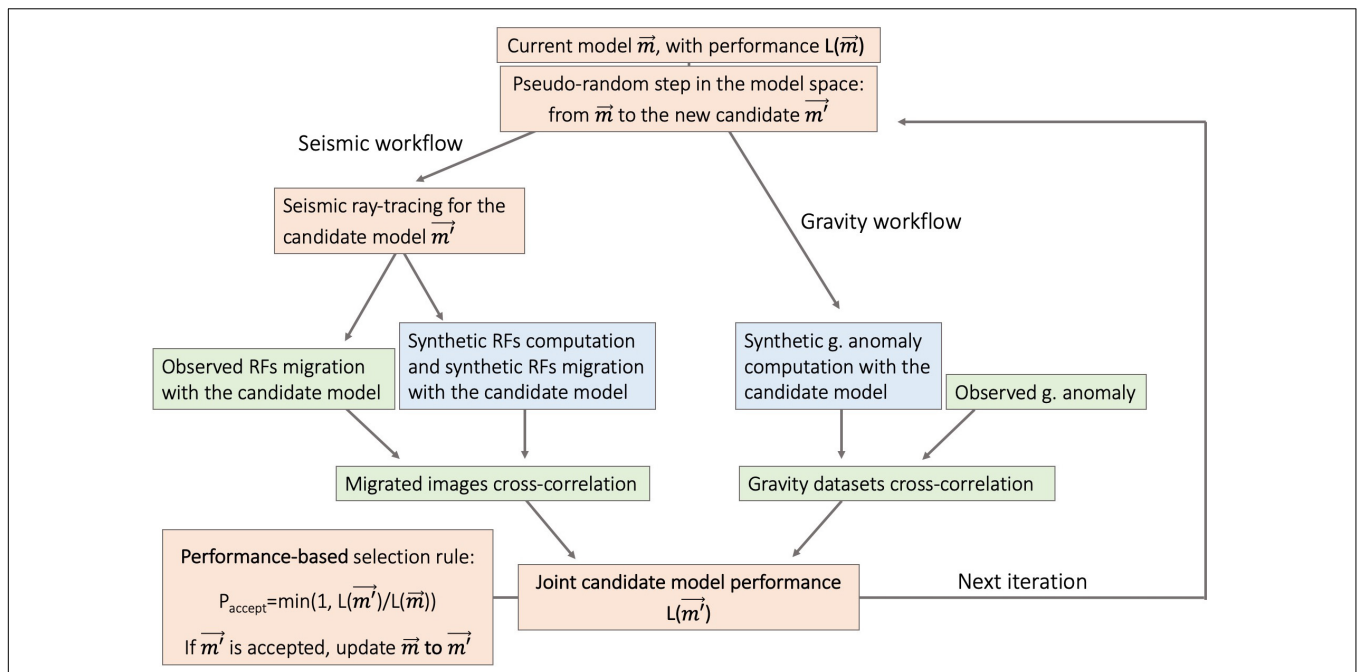 Current model m⃗, with performance L(m⃗)
Pseudo-random step in the model space:
from m⃗ to the new candidate m'⃗
Seismic workflow
Seismic ray-tracing for the
candidate model m'⃗
Gravity workflow
Observed RFs migration
with the candidate model
Synthetic RFs computation
and synthetic RFs migration
with the candidate model
Synthetic g. anomaly
computation with the
candidate model
Observed g. anomaly
Migrated images cross-correlation
Gravity datasets cross-correlation
Performance-based selection rule:
P_accept=min(1, L(m'⃗)/L(m⃗))
If m'⃗ is accepted, update m⃗ to m'⃗
Joint candidate model performance
L(m'⃗)
Next iteration